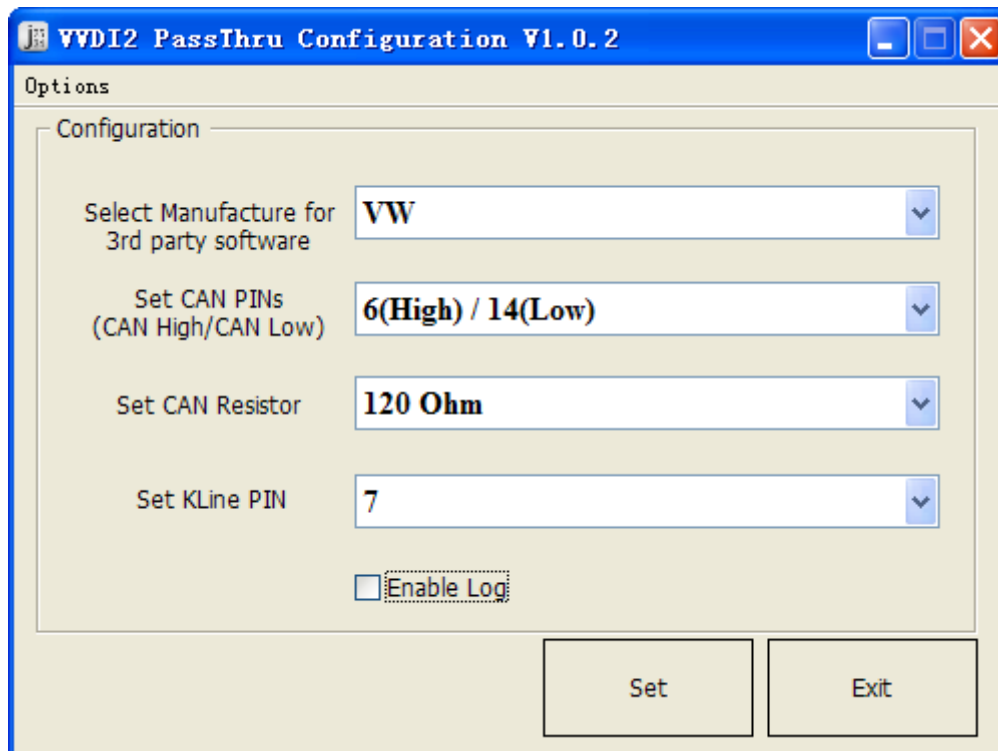 VVDI2 PassThru Configuration V1.0.2
Options
Configuration
Select Manufacture for
3rd party software
VW
Set CAN PINs
(CAN High/CAN Low)
6(High) / 14(Low)
Set CAN Resistor
120 Ohm
Set KLine PIN
7
Enable Log
Set
Exit